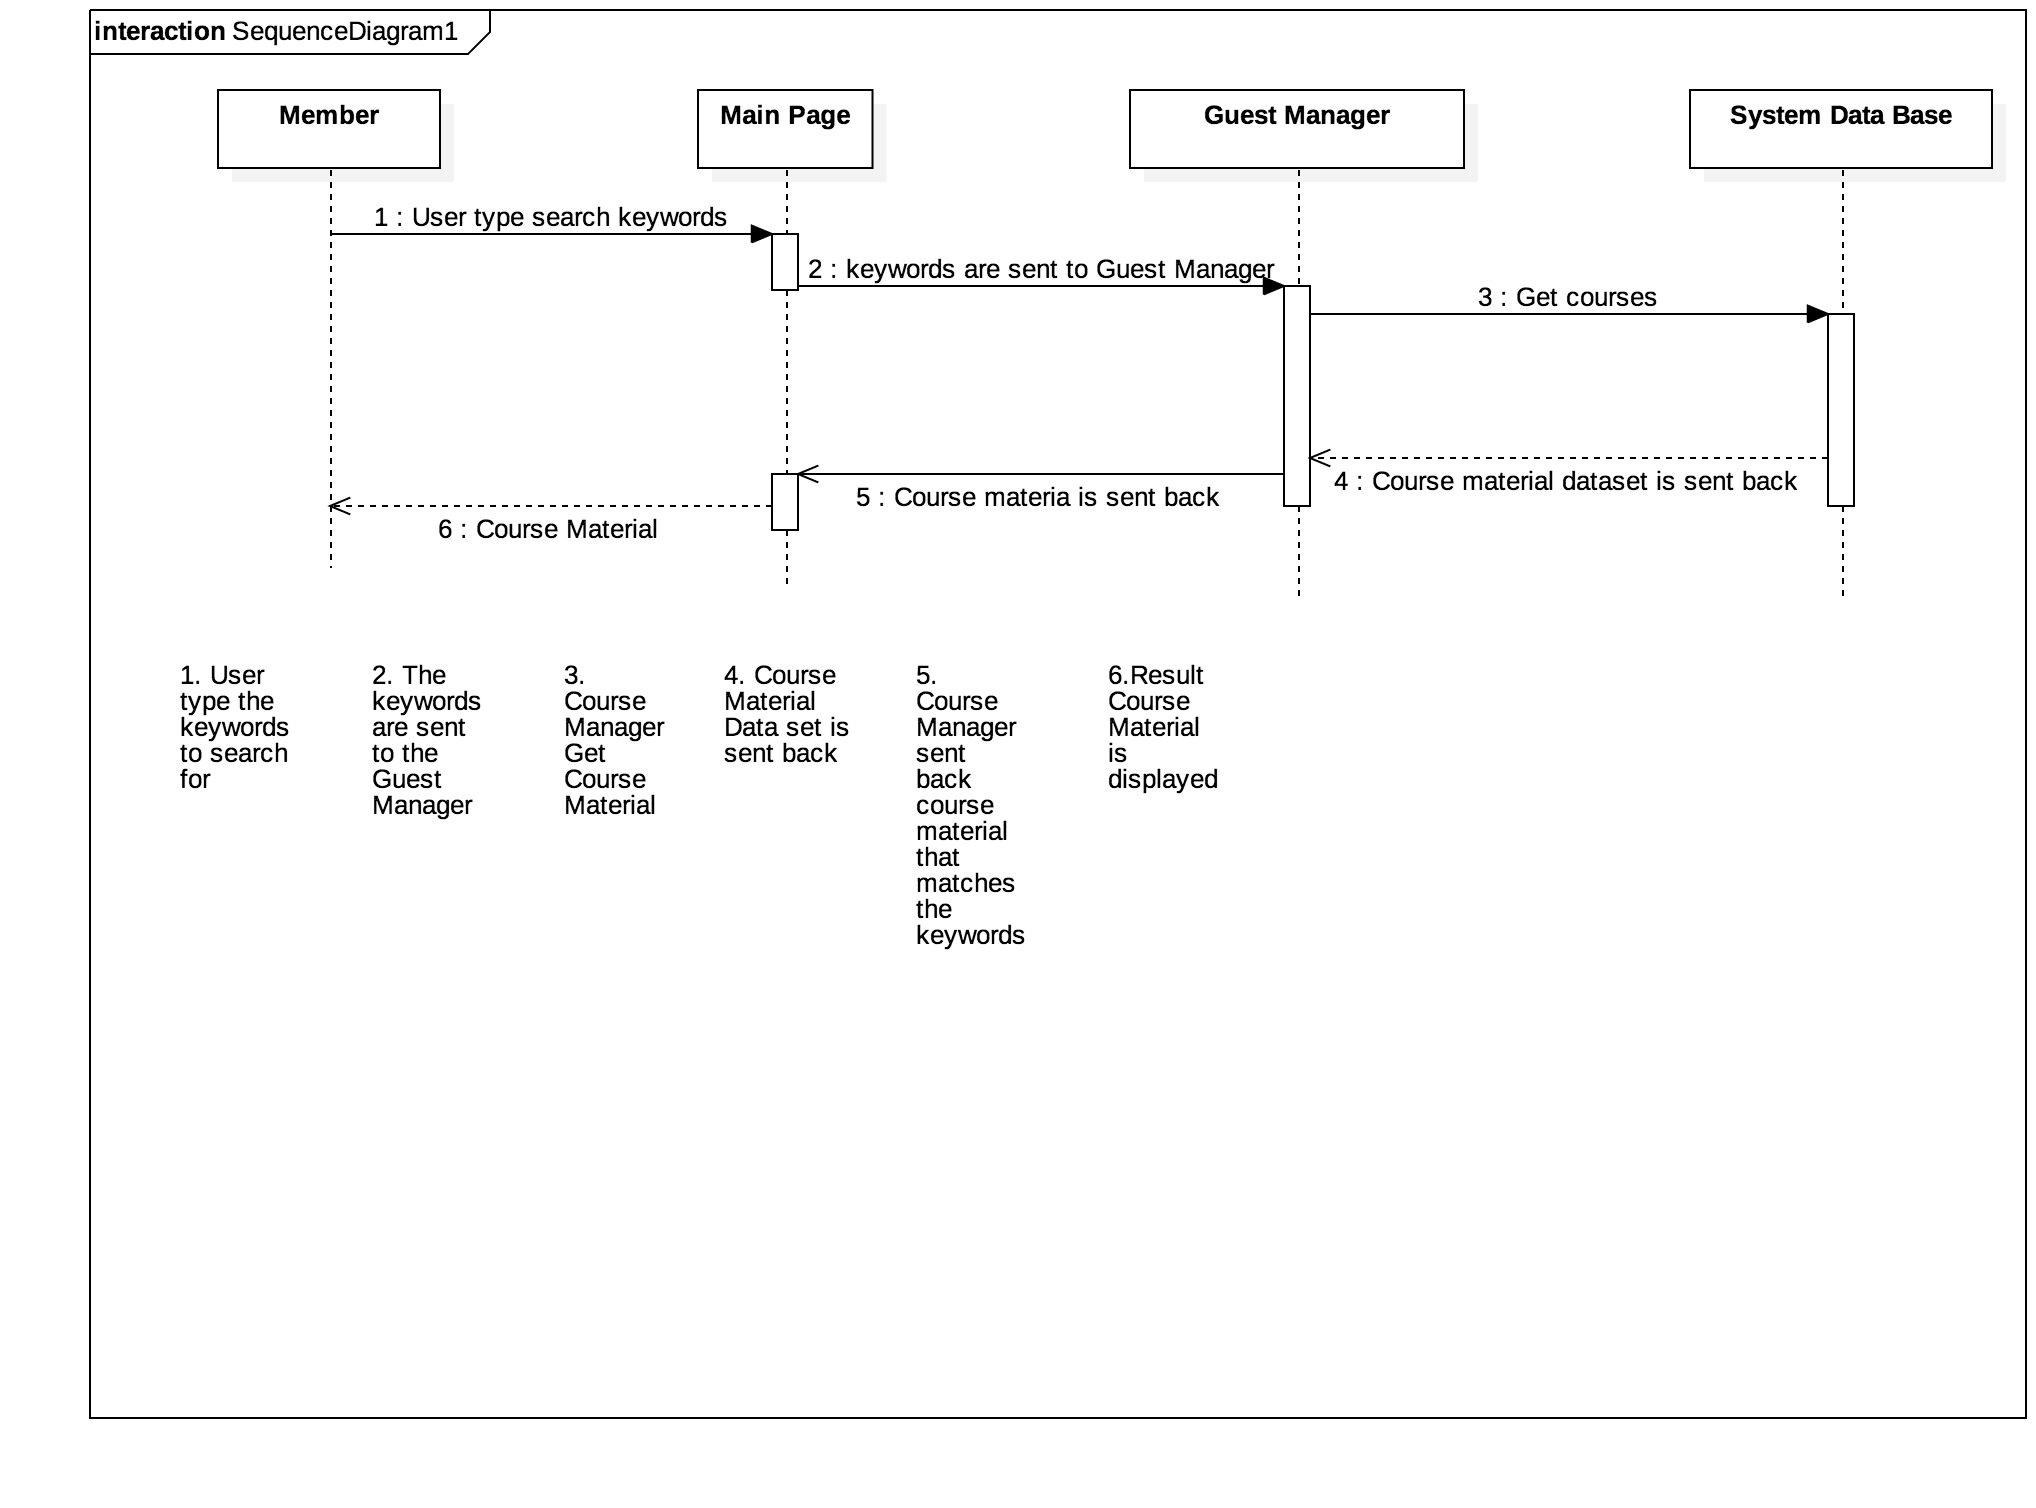 interaction SequenceDiagram1
Member
Main Page
Guest Manager
System Data Base
1 : User type search keywords
2 : keywords are sent to Guest Manager
3 : Get courses
4 : Course material dataset is sent back
5 : Course materia is sent back
6 : Course Material
1. User
type the
keywords
to search
for
2. The
keywords
are sent
to the
Guest
Manager
3.
Course
Manager
Get
Course
Material
4. Course
Material
Data set is
sent back
5.
Course
Manager
sent
back
course
material
that
matches
the
keywords
6.Result
Course
Material
is
displayed